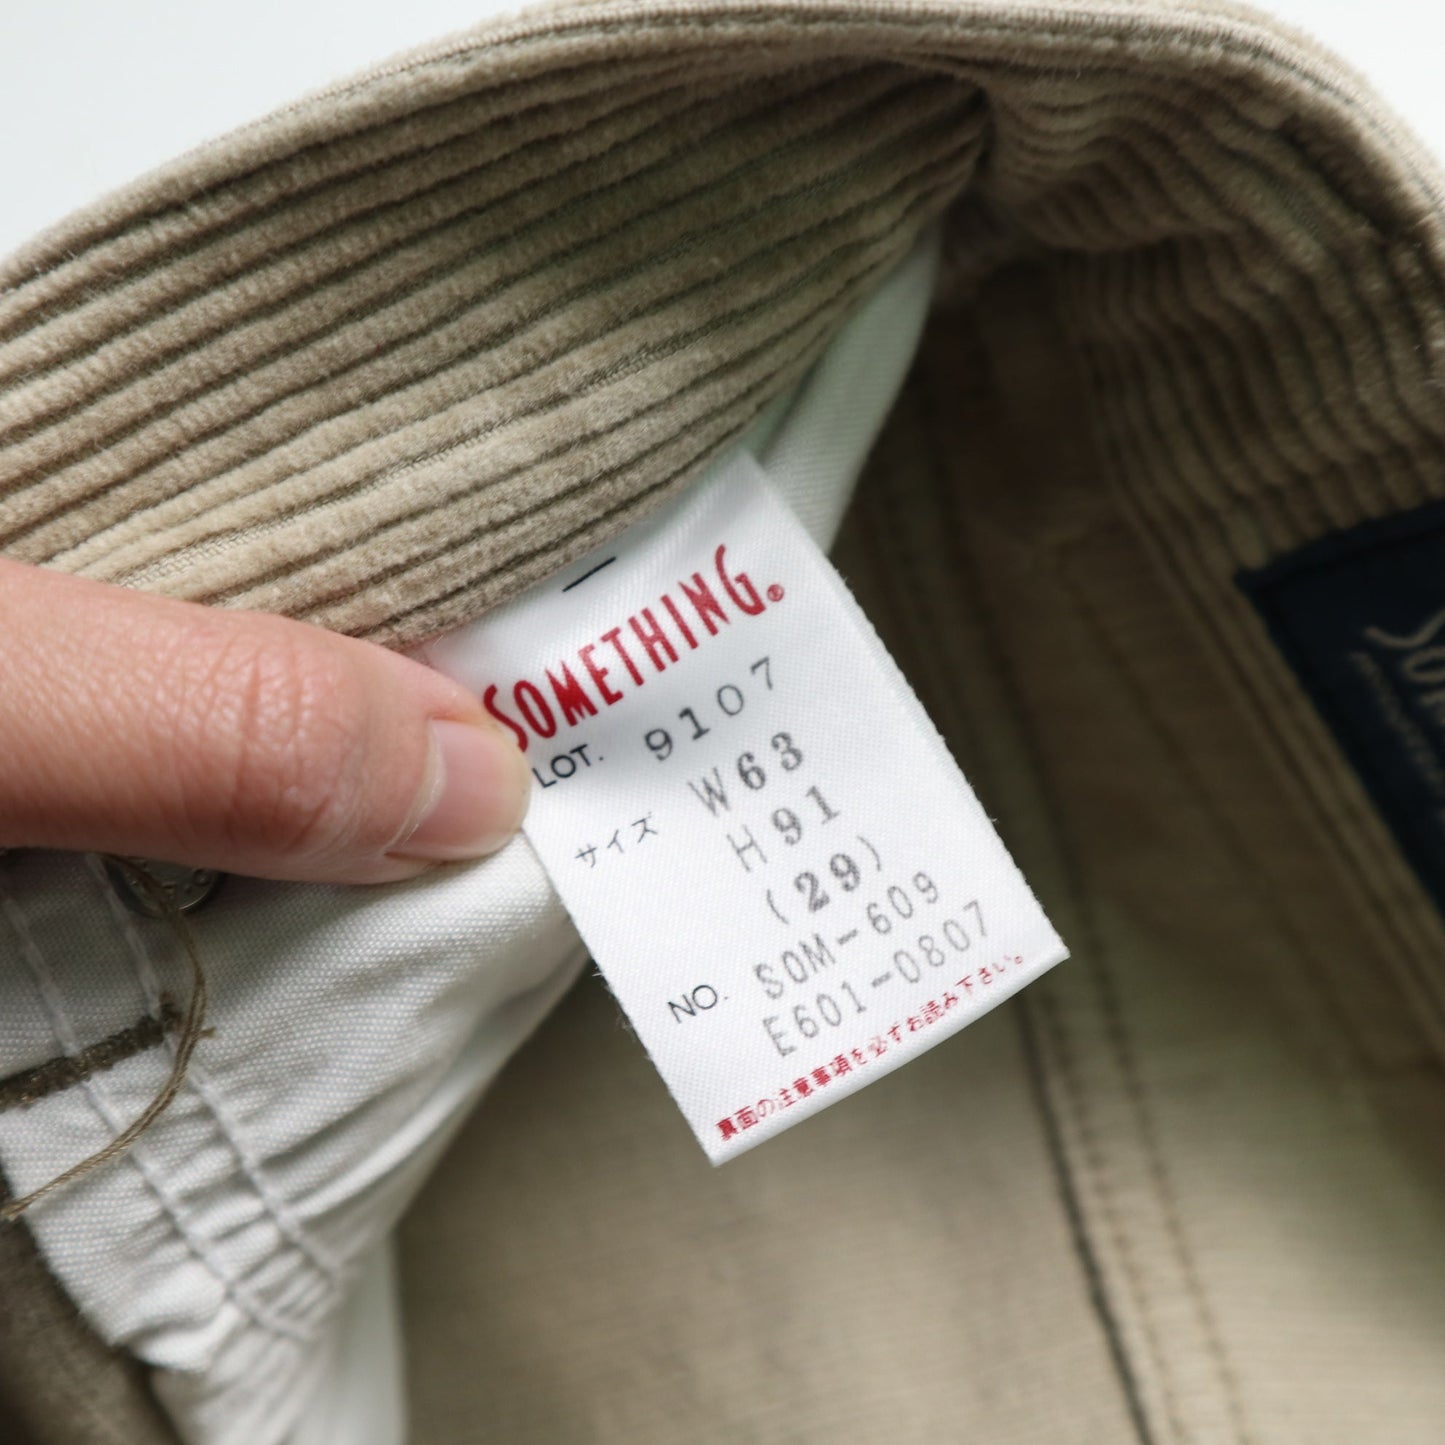 SOMETHING®
LOT. 9107
サイズ W63
H91
(29)
NO. SOM-609
E601-0807
裏面の注意事項を必ずお読み下さい。